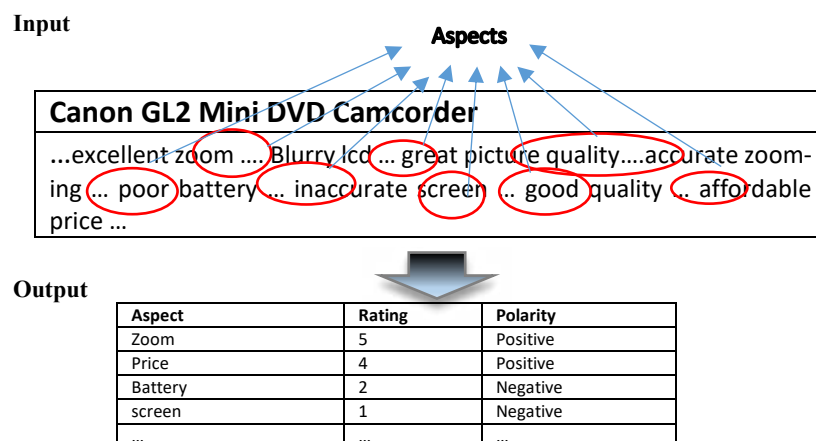 Input
Aspects
Canon GL2 Mini DVD Camcorder
...excellent zoom .... Blurry lcd ... great picture quality....accurate zoom-
ing ... poor battery ... inaccurate screen ... good quality ... affordable
price ...
Output
Aspect Rating Polarity
Zoom 5 Positive
Price 4 Positive
Battery 2 Negative
screen 1 Negative
... ... ...